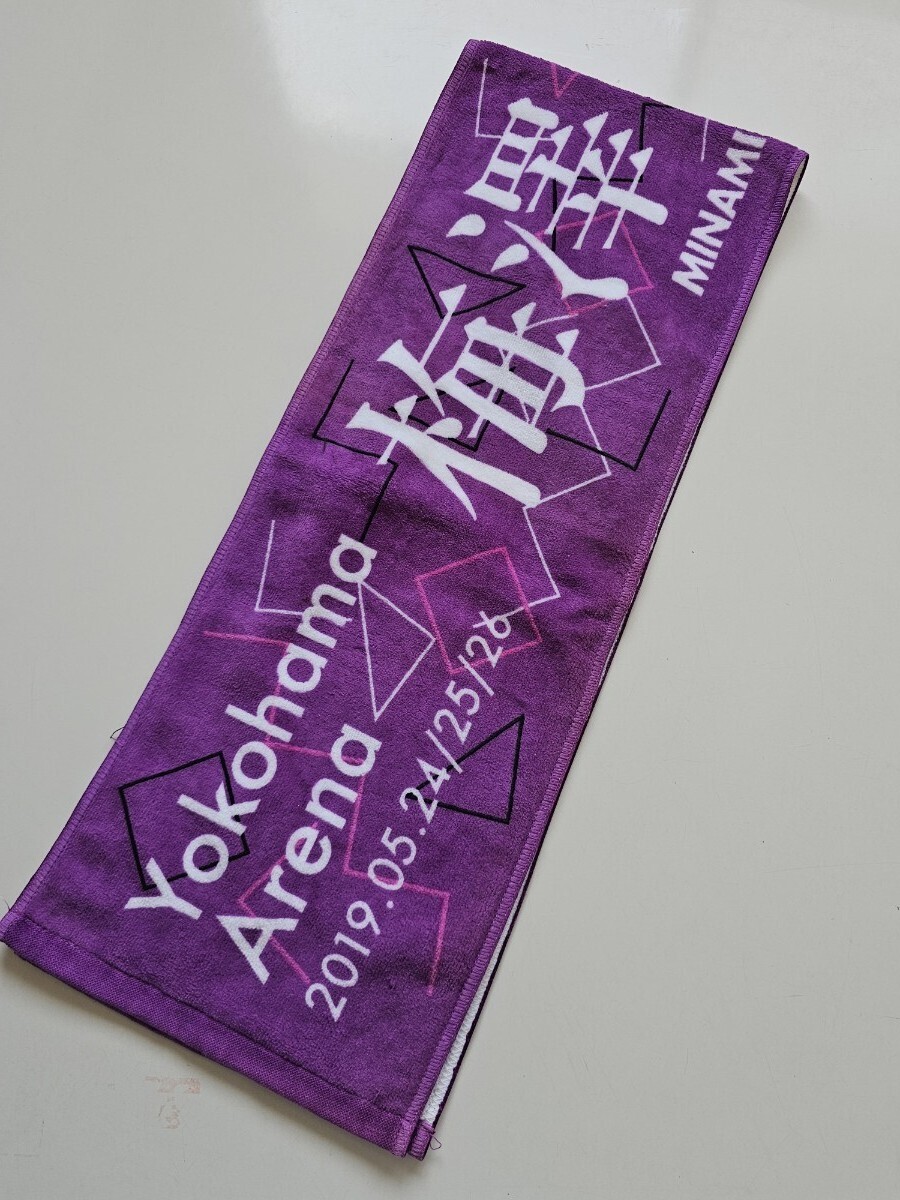 Yokohama
Arena
2019.05.24/25/26
梅澤
MINAMI